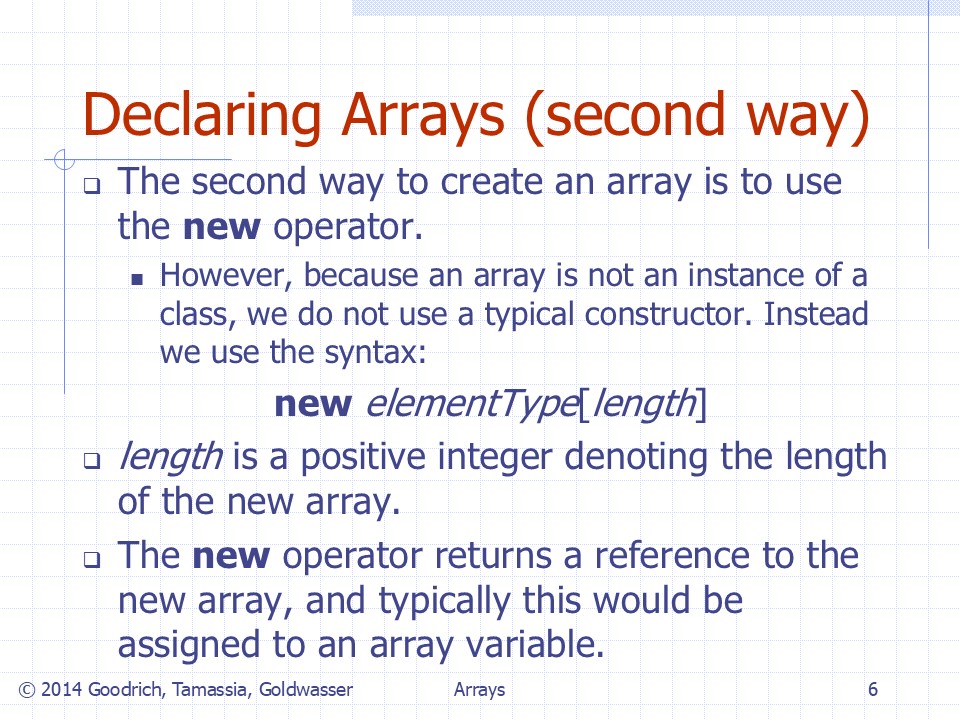 Declaring Arrays (second way)
The second way to create an array is to use
the new operator.
However, because an array is not an instance of a
class, we do not use a typical constructor. Instead
we use the syntax:
new elementType[length]
length is a positive integer denoting the length
of the new array.
The new operator returns a reference to the
new array, and typically this would be
assigned to an array variable.
© 2014 Goodrich, Tamassia, Goldwasser Arrays 6